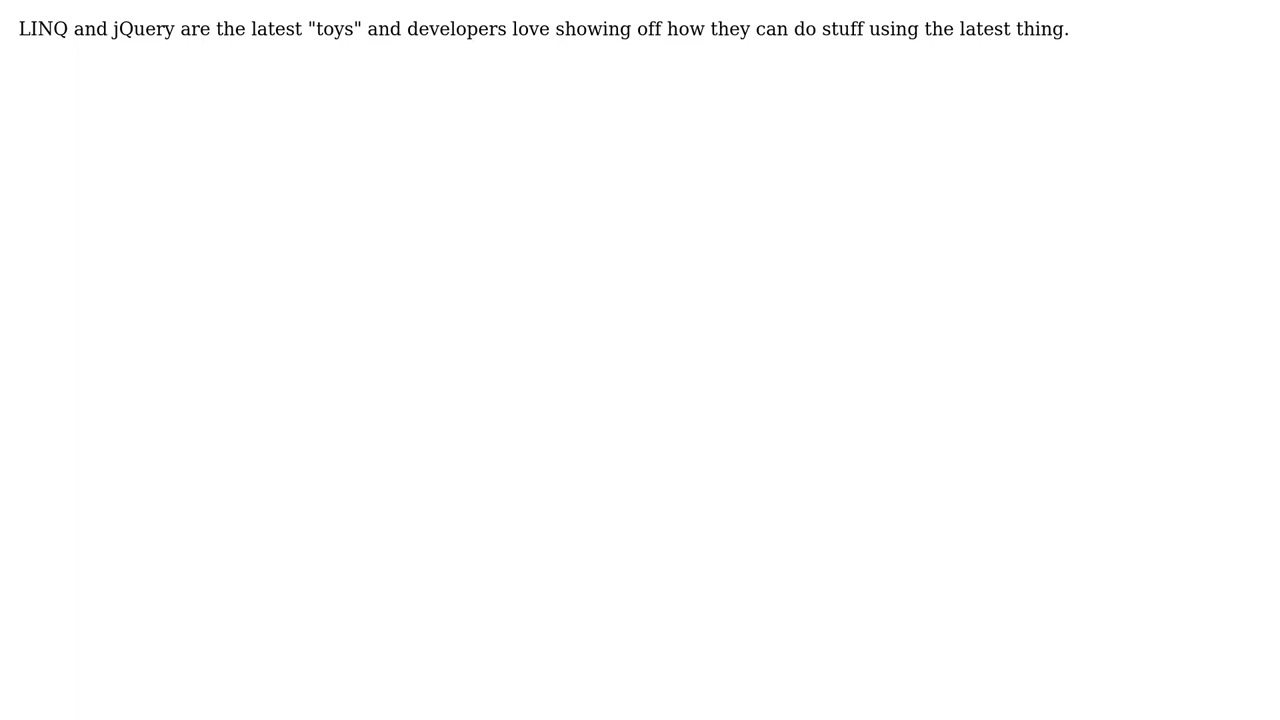 LINQ and jQuery are the latest "toys" and developers love showing off how they can do stuff using the latest thing.